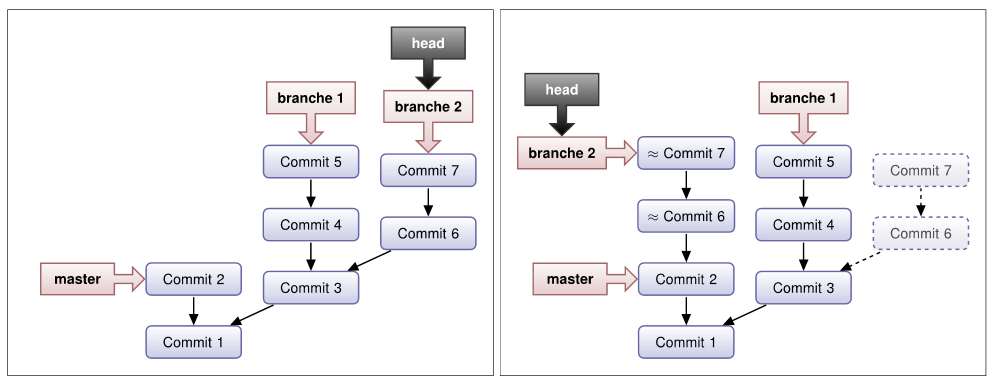 head
branche 1
branche 2
Commit 5
Commit 7
Commit 4
Commit 6
master
Commit 2
Commit 3
Commit 1
head
branche 1
branche 2
≈ Commit 7
Commit 5
Commit 7
≈ Commit 6
Commit 4
Commit 6
master
Commit 2
Commit 3
Commit 1